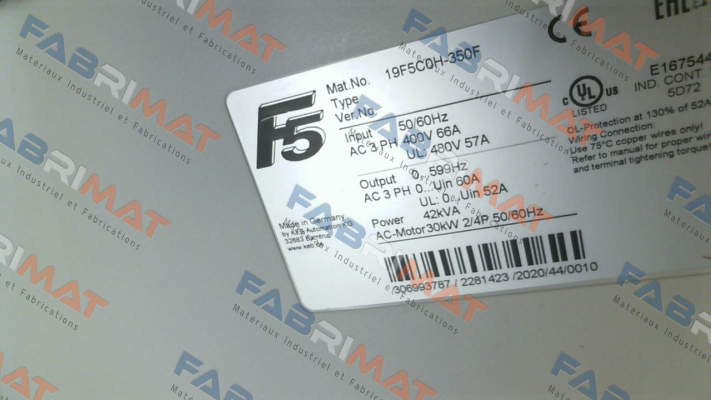 F5
Mat.No. 19F5C0H-350F
Type
Ver.No.
Input 50/60Hz
AC 3 PH 400V 66A
UL: 480V 57A
Output 0...599Hz
AC 3 PH 0...Uin 60A
UL: 0...Uin 52A
Power 42kVA
AC-Motor 30kW 2/4P, 50/60Hz
Made in Germany
by KEB Automation KG
32683 Barntrup
www.keb.de
/306993787 / 2281423 /2020/44/0010
CE
EAC
c UL us
LISTED
E167544
IND. CONT.
5D72
OL-Protection at 130% of 52A
Wiring Connection:
Use 75°C copper wires only!
Refer to manual for proper wir
and terminal tightening torque!
FABRIMAT
Materiaux Industriel et Fabrications